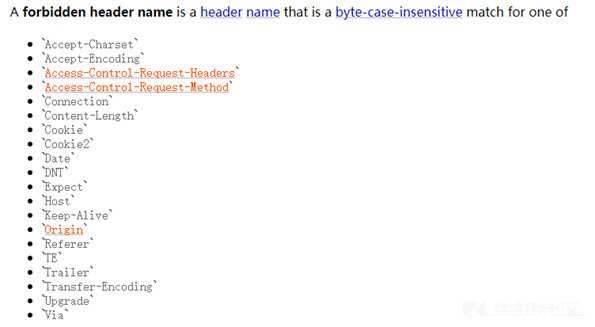 A forbidden header name is a header name that is a byte-case-insensitive match for one of
`Accept-Charset`
`Accept-Encoding`
`Access-Control-Request-Headers`
`Access-Control-Request-Method`
`Connection`
`Content-Length`
`Cookie`
`Cookie2`
`Date`
`DNT`
`Expect`
`Host`
`Keep-Alive`
`Origin`
`Referer`
`TE`
`Trailer`
`Transfer-Encoding`
`Upgrade`
`Via`
先知社区